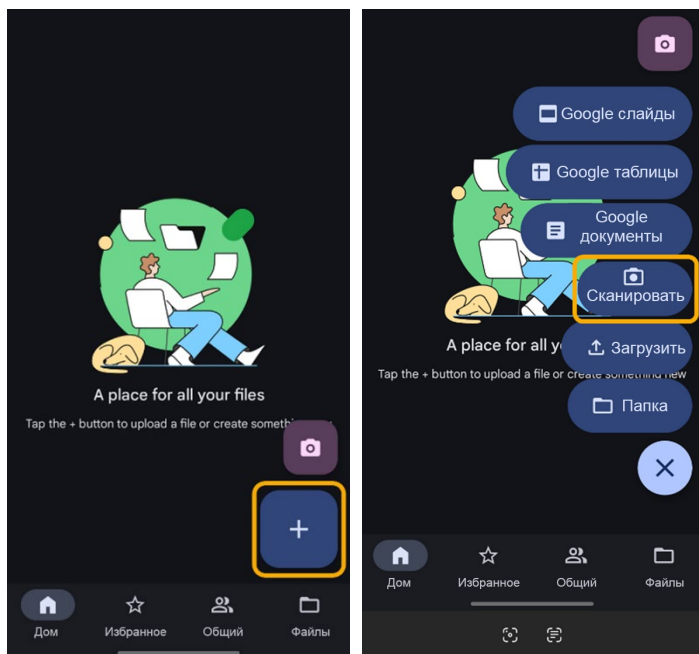 A place for all your files
Tap the + button to upload a file or create someth
Дом
Избранное
Общий
Файлы
Google слайды
Google таблицы
Google
документы
Сканировать
A place for all y
Загрузить
Tap the + button to upload a file or create something new
Папка
Дом
Избранное
Общий
Файлы